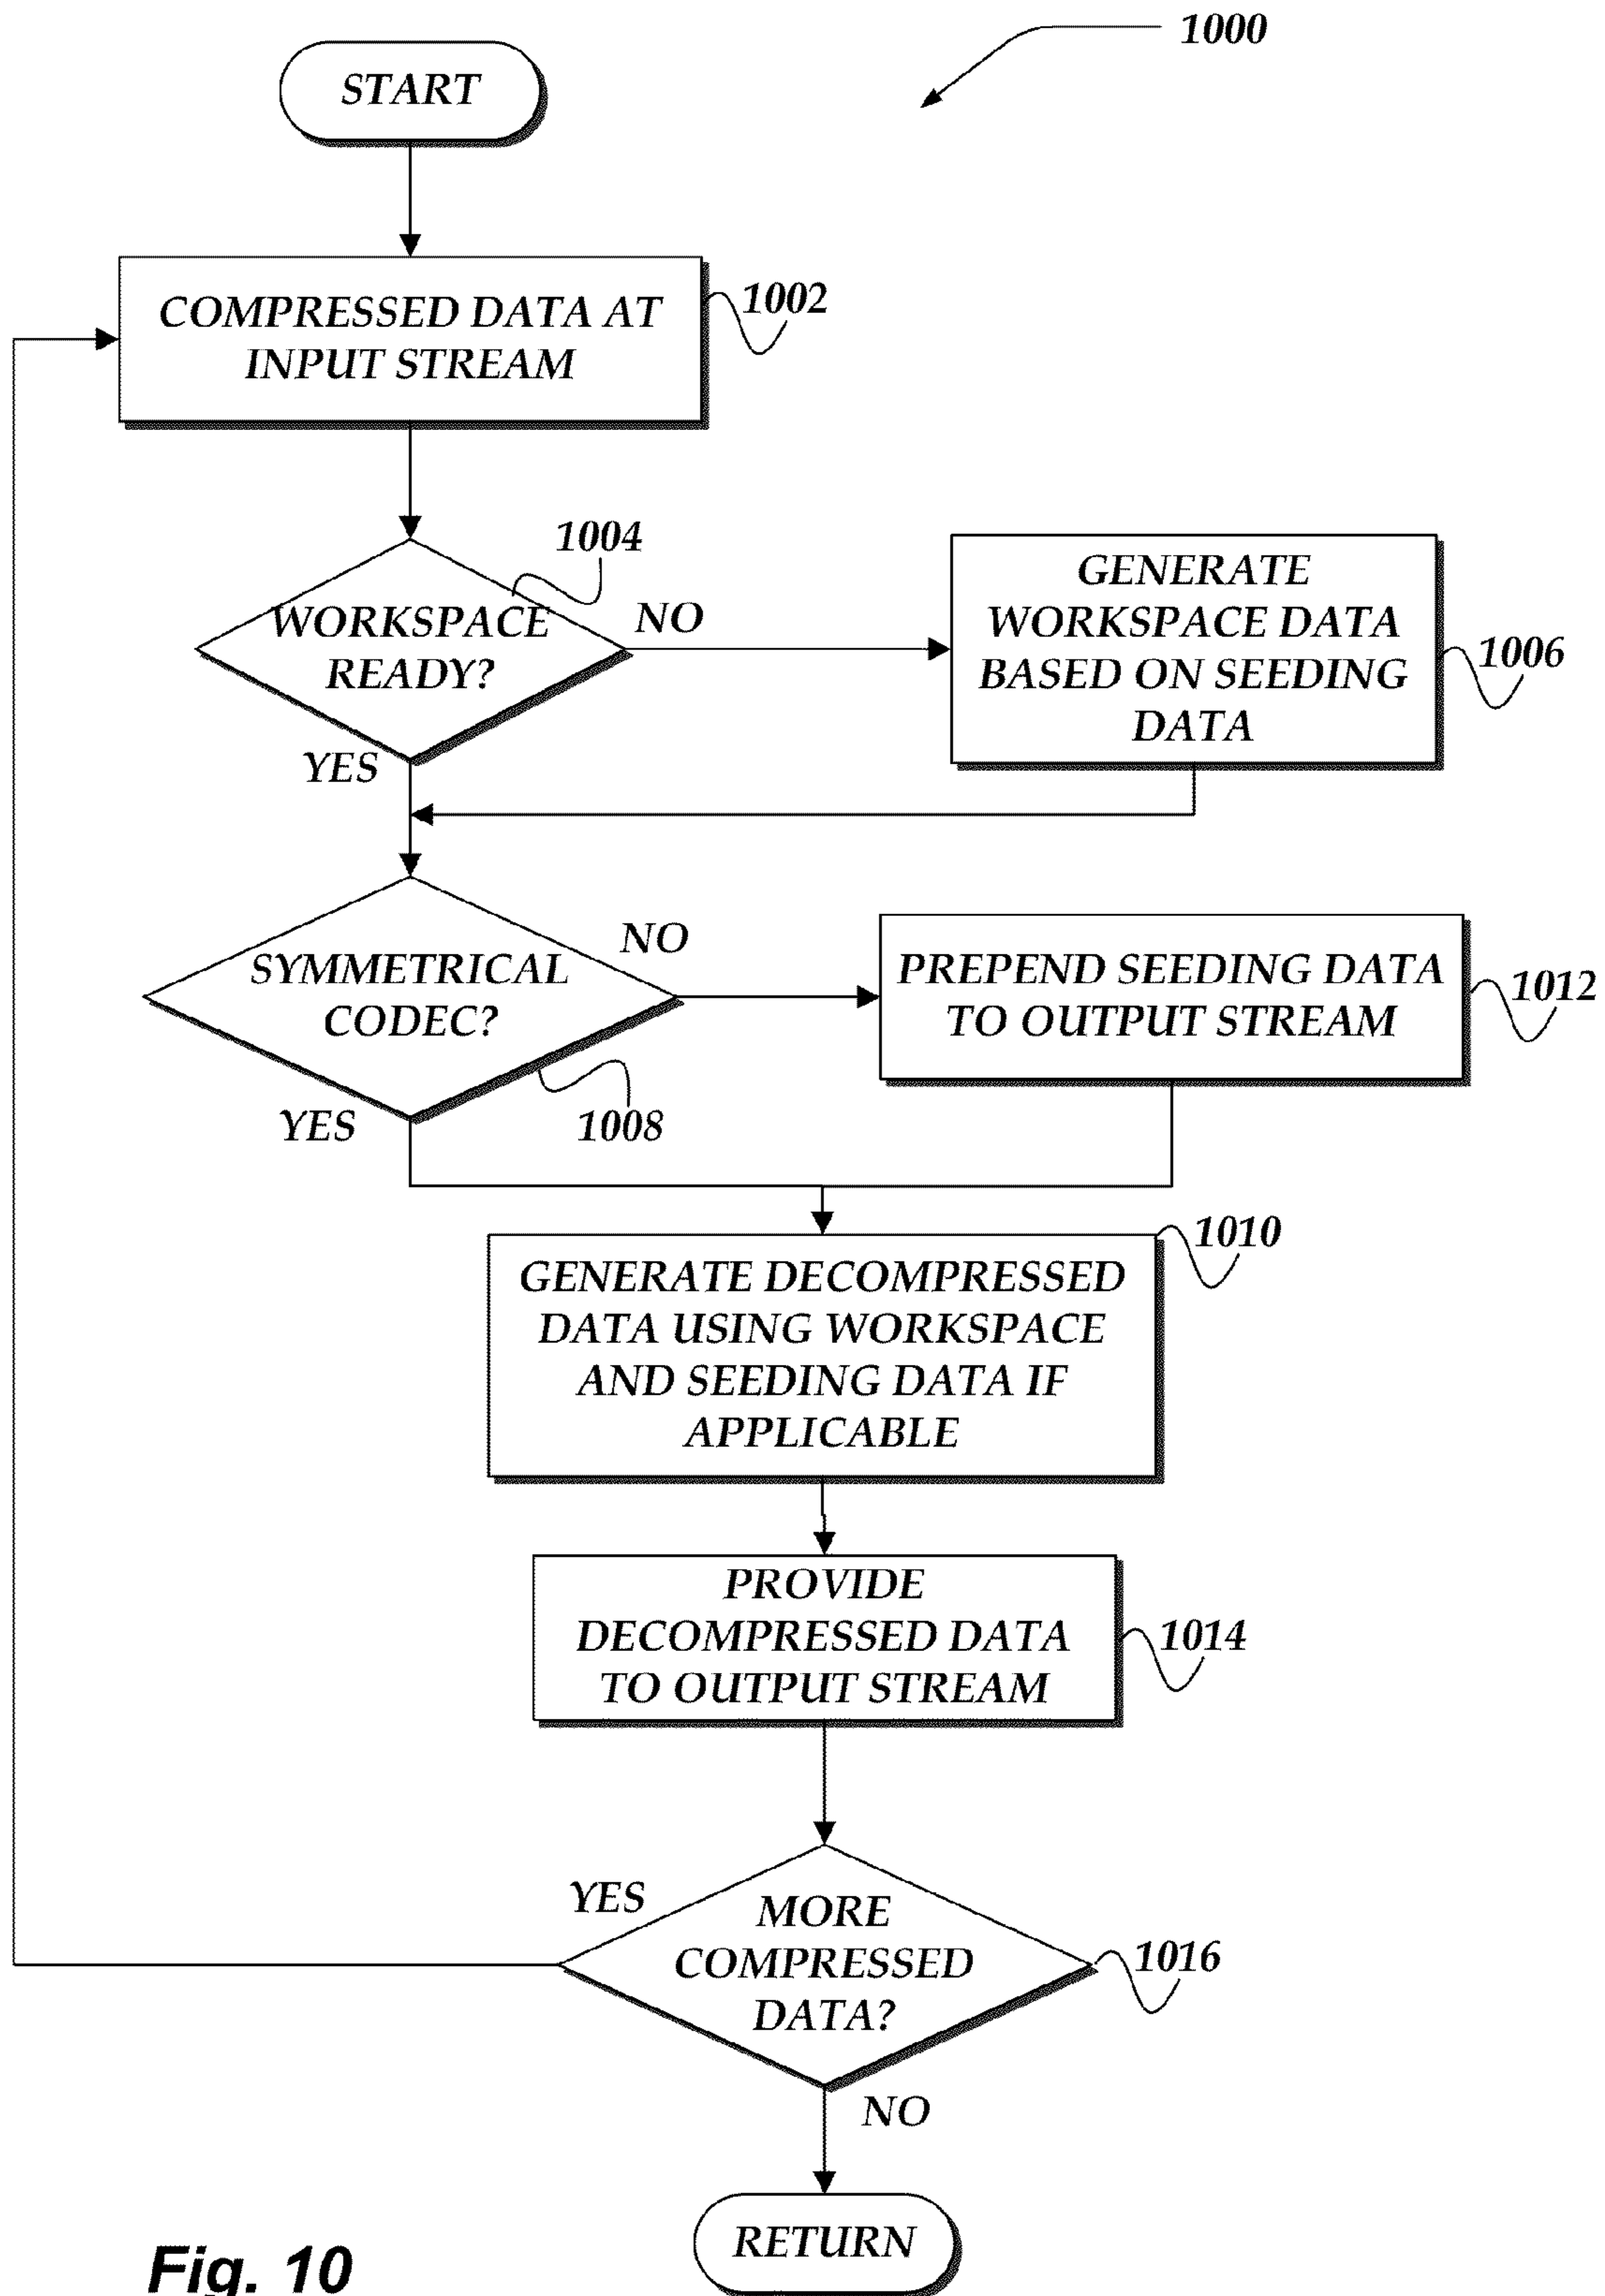 1000
START
COMPRESSED DATA AT
INPUT STREAM
1002
1004
WORKSPACE
READY?
NO
YES
GENERATE
WORKSPACE DATA
BASED ON SEEDING
DATA
1006
SYMMETRICAL
CODEC?
NO
YES
1008
PREPEND SEEDING DATA
TO OUTPUT STREAM
1012
1010
GENERATE DECOMPRESSED
DATA USING WORKSPACE
AND SEEDING DATA IF
APPLICABLE
PROVIDE
DECOMPRESSED DATA
TO OUTPUT STREAM
1014
YES
MORE
COMPRESSED
DATA?
1016
NO
RETURN
Fig. 10